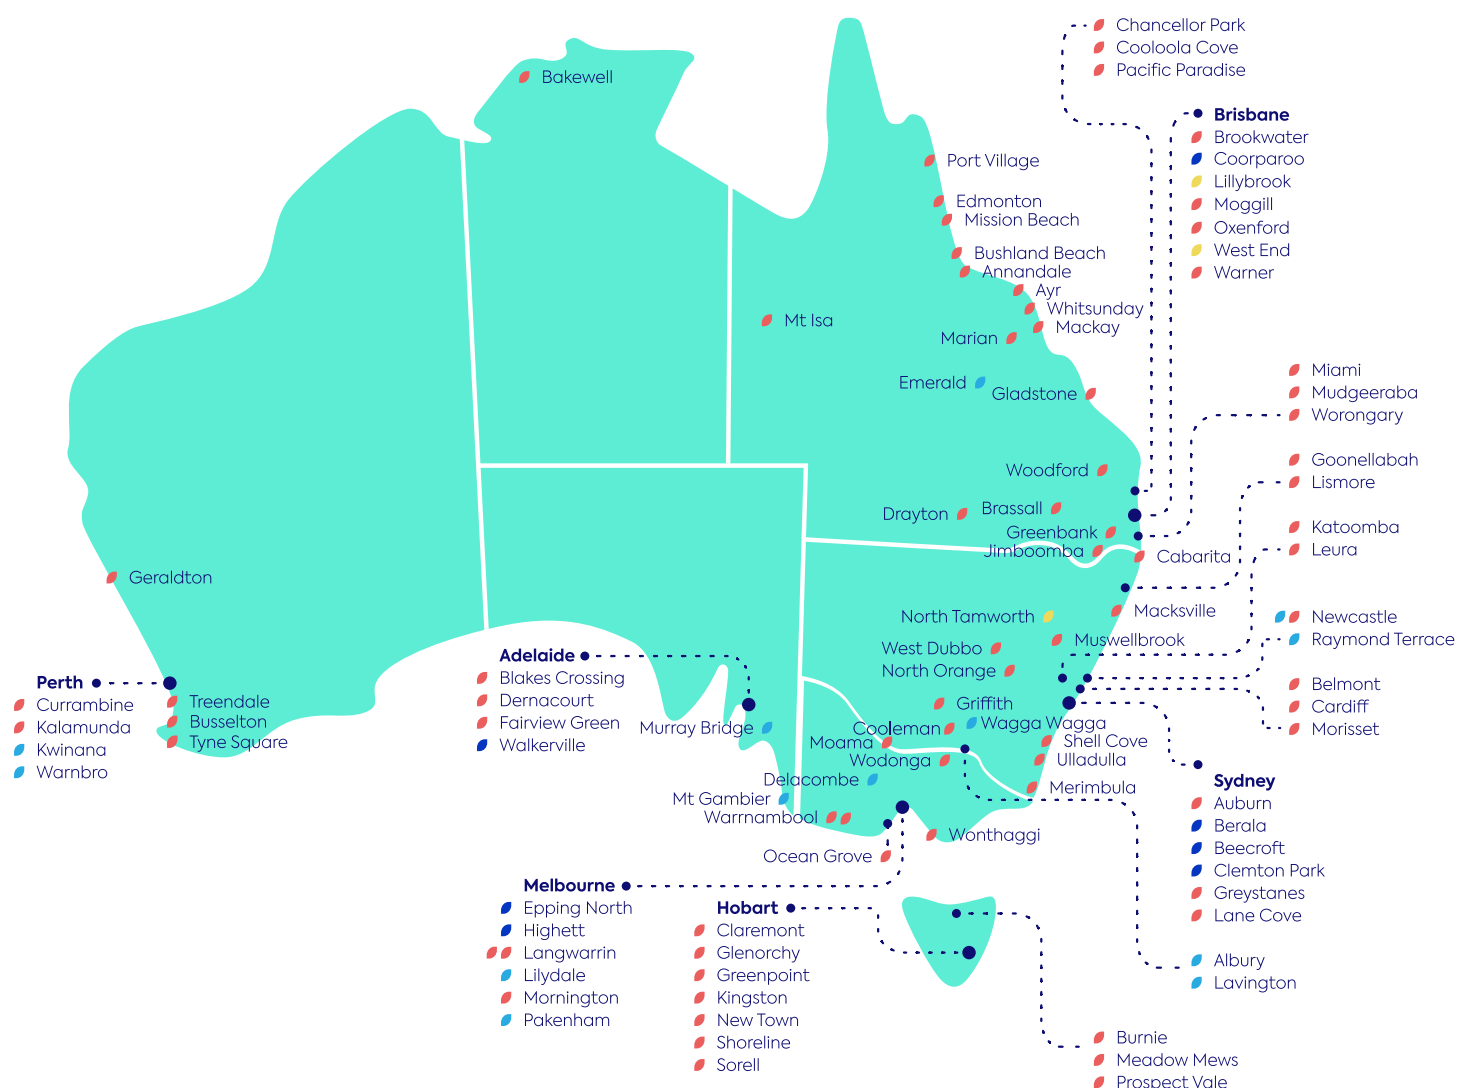 Chancellor Park
Cooloola Cove
Pacific Paradise
Bakewell
Brisbane
Brookwater
Coorparoo
Lillybrook
Moggill
Oxenford
West End
Warner
Port Village
Edmonton
Mission Beach
Bushland Beach
Annandale
Ayr
Whitsunday
Mackay
Mt Isa
Marian
Emerald
Gladstone
Miami
Mudgeeraba
Worongary
Goonellabah
Lismore
Katoomba
Leura
Woodford
Drayton
Brassall
Greenbank
Jimboomba
Cabarita
Geraldton
Macksville
North Tamworth
Muswellbrook
West Dubbo
North Orange
Newcastle
Raymond Terrace
Belmont
Cardiff
Morisset
Perth
Currambine
Kalamunda
Kwinana
Warnbro
Treendale
Busselton
Tyne Square
Adelaide
Blakes Crossing
Dernacourt
Fairview Green
Walkerville
Murray Bridge
Griffith
Cooleman
Wagga Wagga
Moama
Shell Cove
Wodonga
Ulladulla
Delacombe
Merimbula
Mt Gambier
Warrnambool
Wonthaggi
Ocean Grove
Sydney
Auburn
Berala
Beecroft
Clemton Park
Greystanes
Lane Cove
Melbourne
Epping North
Highett
Langwarrin
Lilydale
Mornington
Pakenham
Hobart
Claremont
Glenorchy
Greenpoint
Kingston
New Town
Shoreline
Sorell
Albury
Lavington
Burnie
Meadow Mews
Prospect Vale